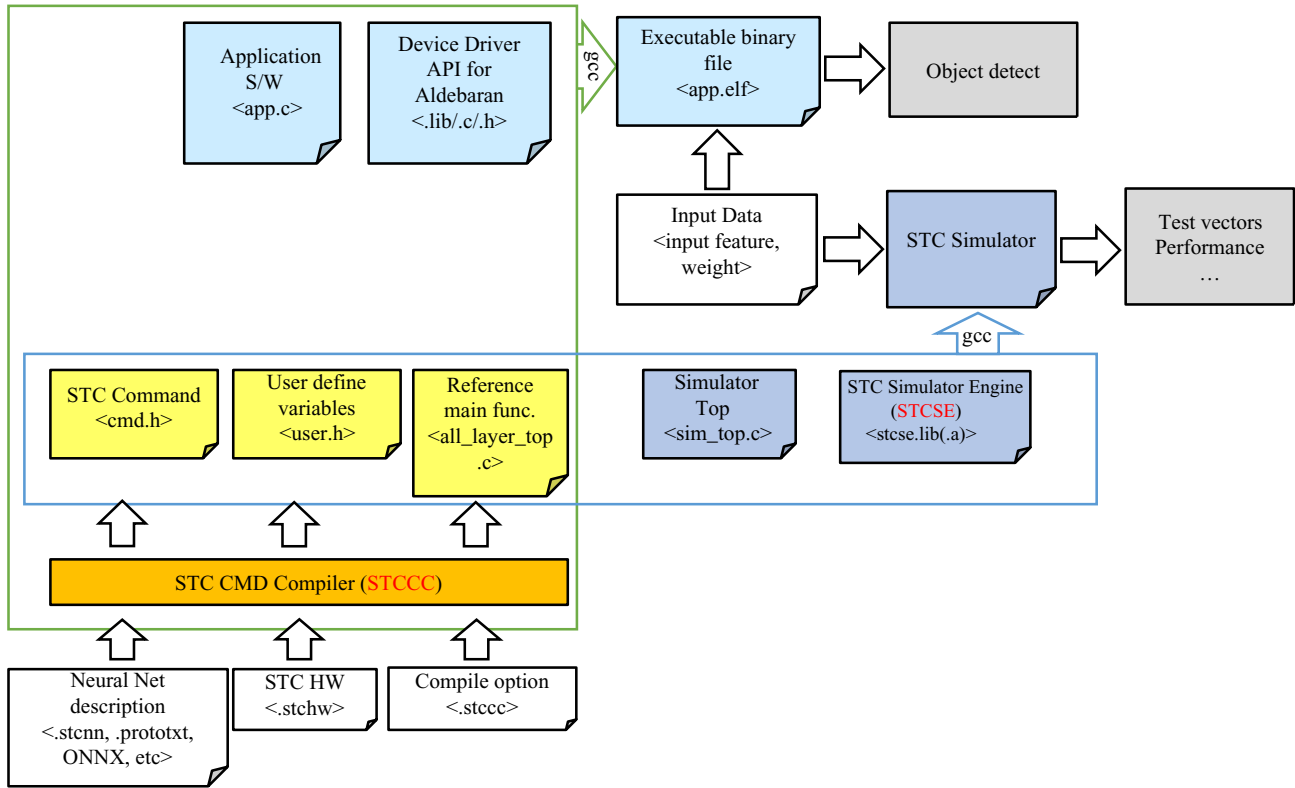 Application
S/W
<app.c>
Device Driver
API for
Aldebaran
<.lib/.c/.h>
gcc
Executable binary
file
<app.elf>
Object detect
Input Data
<input feature,
weight>
STC Simulator
Test vectors
Performance
…
gcc
STC Command
<cmd.h>
User define
variables
<user.h>
Reference
main func.
<all_layer_top
.c>
Simulator
Top
<sim_top.c>
STC Simulator Engine
(STCSE)
<stcse.lib(.a)>
STC CMD Compiler (STCCC)
Neural Net
description
<.stcnn, .prototxt,
ONNX, etc>
STC HW
<.stchw>
Compile option
<.stccc>